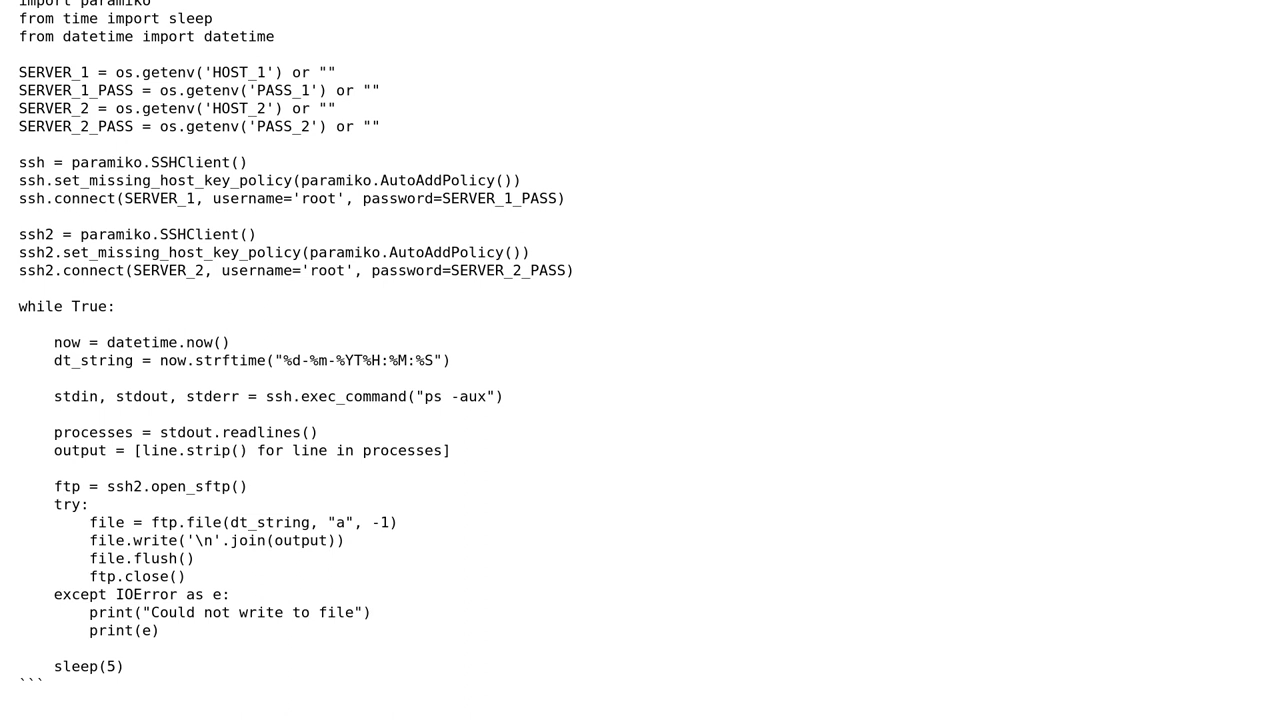 import paramiko
from time import sleep
from datetime import datetime

SERVER_1 = os.getenv('HOST_1') or ""
SERVER_1_PASS = os.getenv('PASS_1') or ""
SERVER_2 = os.getenv('HOST_2') or ""
SERVER_2_PASS = os.getenv('PASS_2') or ""

ssh = paramiko.SSHClient()
ssh.set_missing_host_key_policy(paramiko.AutoAddPolicy())
ssh.connect(SERVER_1, username='root', password=SERVER_1_PASS)

ssh2 = paramiko.SSHClient()
ssh2.set_missing_host_key_policy(paramiko.AutoAddPolicy())
ssh2.connect(SERVER_2, username='root', password=SERVER_2_PASS)

while True:

    now = datetime.now()
    dt_string = now.strftime("%d-%m-%YT%H:%M:%S")

    stdin, stdout, stderr = ssh.exec_command("ps -aux")

    processes = stdout.readlines()
    output = [line.strip() for line in processes]

    ftp = ssh2.open_sftp()
    try:
        file = ftp.file(dt_string, "a", -1)
        file.write('\n'.join(output))
        file.flush()
        ftp.close()
    except IOError as e:
        print("Could not write to file")
        print(e)

    sleep(5)
```